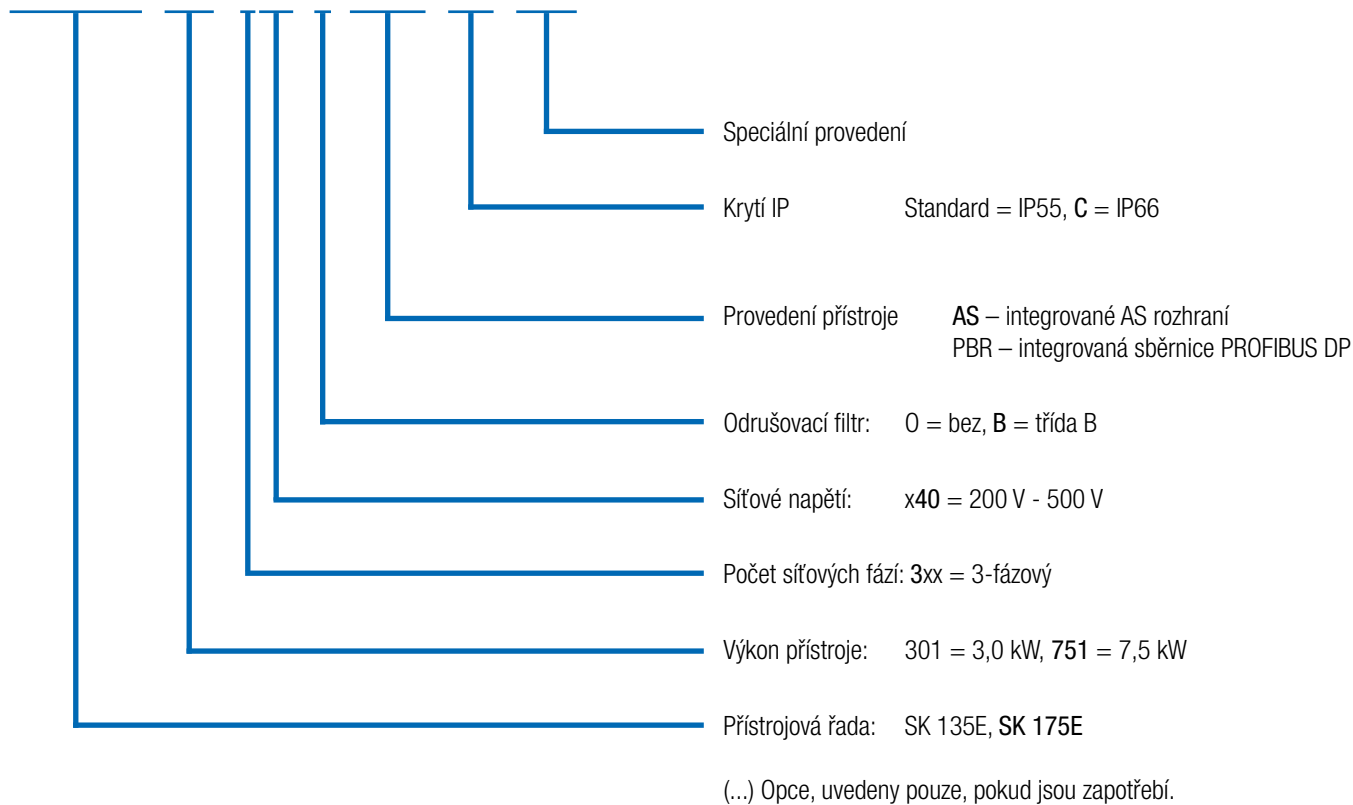 Speciální provedení
Krytí IP Standard = IP55, C = IP66
Provedení přístroje AS – integrované AS rozhraní
PBR – integrovaná sběrnice PROFIBUS DP
Odrušovací filtr: O = bez, B = třída B
Síťové napětí: x40 = 200 V - 500 V
Počet síťových fází: 3xx = 3-fázový
Výkon přístroje: 301 = 3,0 kW, 751 = 7,5 kW
Přístrojová řada: SK 135E, SK 175E
(...) Opce, uvedeny pouze, pokud jsou zapotřebí.